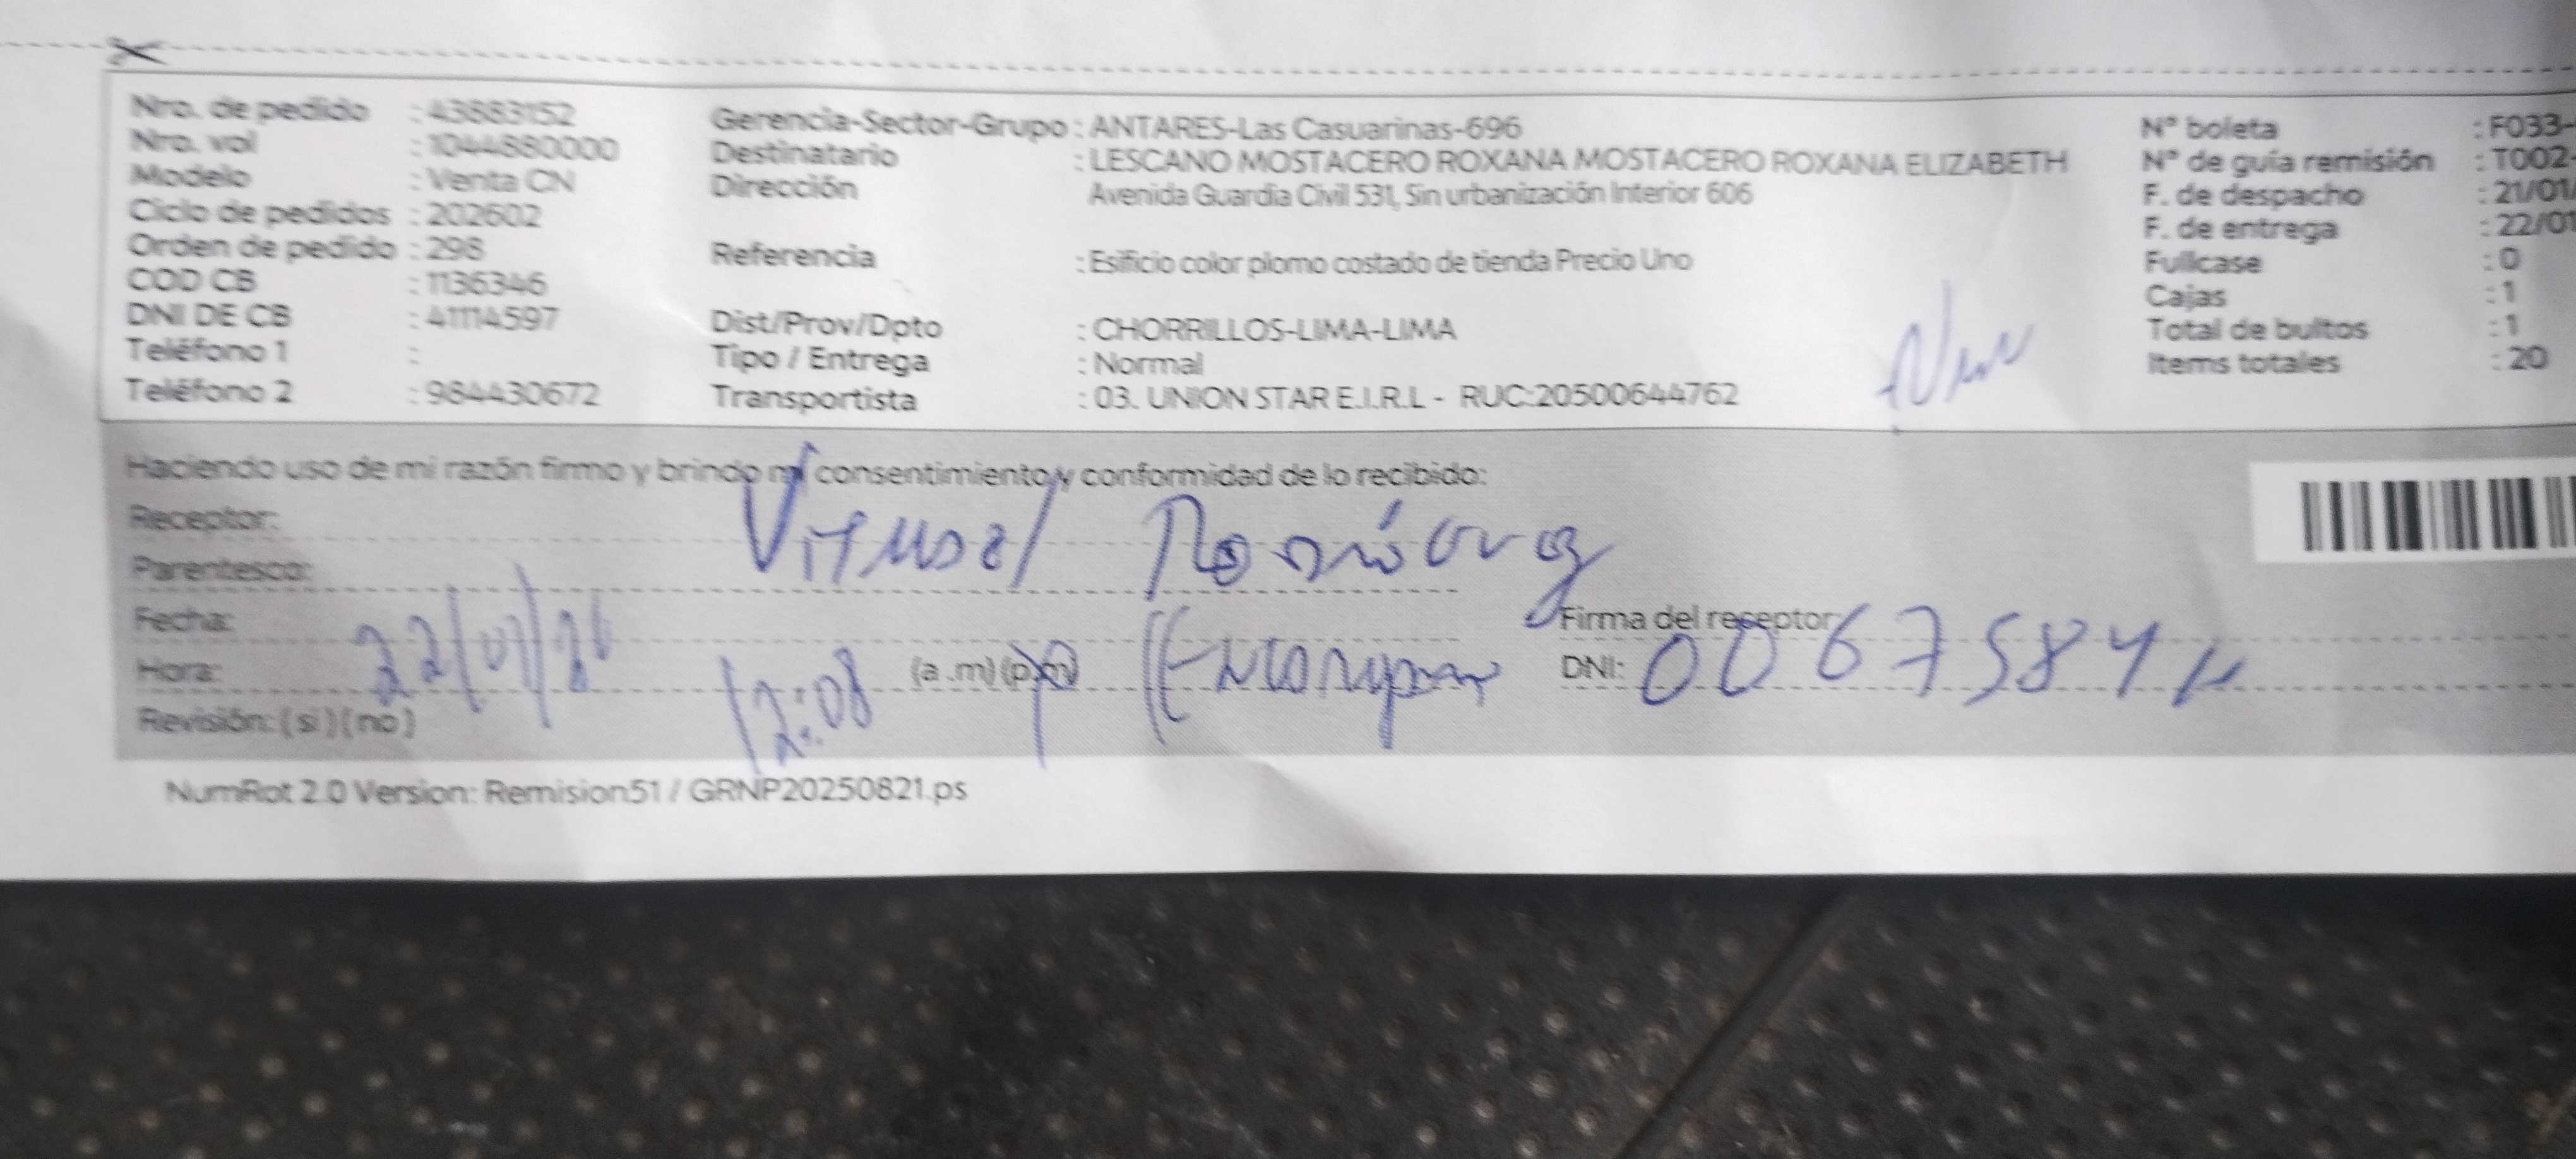 Nro. de pedido : 43883152
Nro. vol : 1044880000
Modelo : Venta CN
Ciclo de pedidos : 202602
Orden de pedido : 298
COD CB : 1136346
DNI DE CB : 41114597
Teléfono 1 :
Teléfono 2 : 984430672
Gerencia-Sector-Grupo : ANTARES-Las Casuarinas-696
Destinatario : LESCANO MOSTACERO ROXANA MOSTACERO ROXANA ELIZABETH
Dirección Avenida Guardia Civil 531, Sin urbanización Interior 606
Referencia : Esificio color plomo costado de tienda Precio Uno
Dist/Prov/Dpto : CHORRILLOS-LIMA-LIMA
Tipo / Entrega : Normal
Transportista : 03. UNION STAR E.I.R.L - RUC:20500644762
N° boleta : F033-
N° de guía remisión : T002-
F. de despacho : 21/01/
F. de entrega : 22/01
Fullcase : 0
Cajas : 1
Total de bultos : 1
Items totales : 20
Haciendo uso de mi razón firmo y brindo mi consentimiento y conformidad de lo recibido:
Receptor:
Parentesco:
Fecha: 22/01/26
Firma del receptor:
Hora: 12:08 (a.m) (p.m)
DNI: 0067584
Revisión: ( si ) ( no )
NumRot 2.0 Version: Remision51 / GRNP20250821.ps